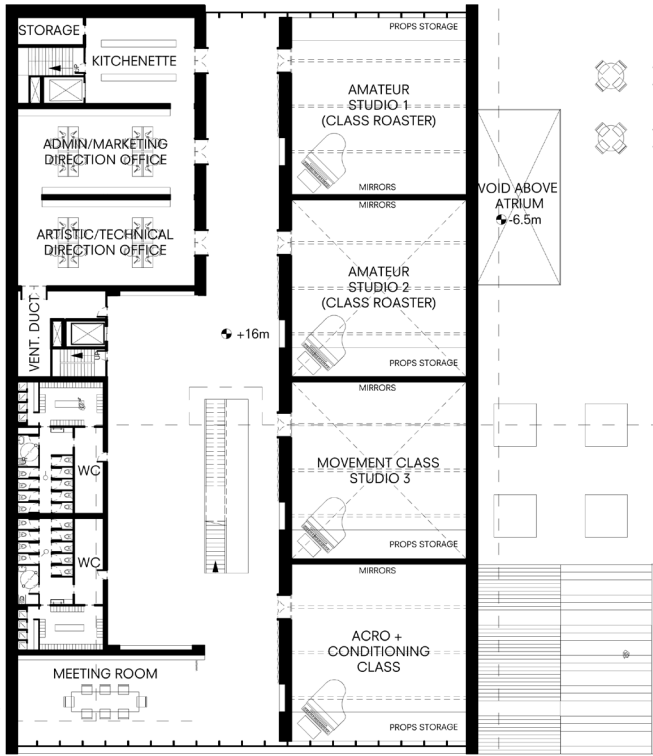 STORAGE
UP
KITCHENETTE
PROPS STORAGE
AMATEUR
STUDIO 1
(CLASS ROASTER)
MIRRORS
ADMIN/MARKETING
DIRECTION OFFICE
VOID ABOVE
ATRIUM
-6.5m
ARTISTIC/TECHNICAL
DIRECTION OFFICE
MIRRORS
AMATEUR
STUDIO 2
(CLASS ROASTER)
PROPS STORAGE
VENT. DUCT
UP
+16m
MIRRORS
MOVEMENT CLASS
STUDIO 3
PROPS STORAGE
WC
WC
MIRRORS
ACRO +
CONDITIONING
CLASS
PROPS STORAGE
MEETING ROOM